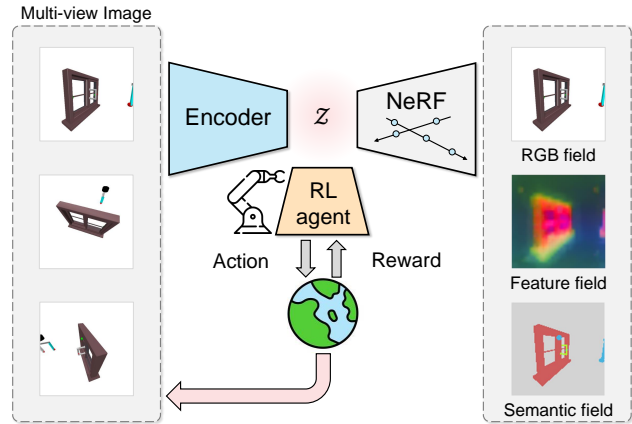 Multi-view Image
Encoder
z
NeRF
RGB field
RL
agent
Action
Reward
Feature field
Semantic field